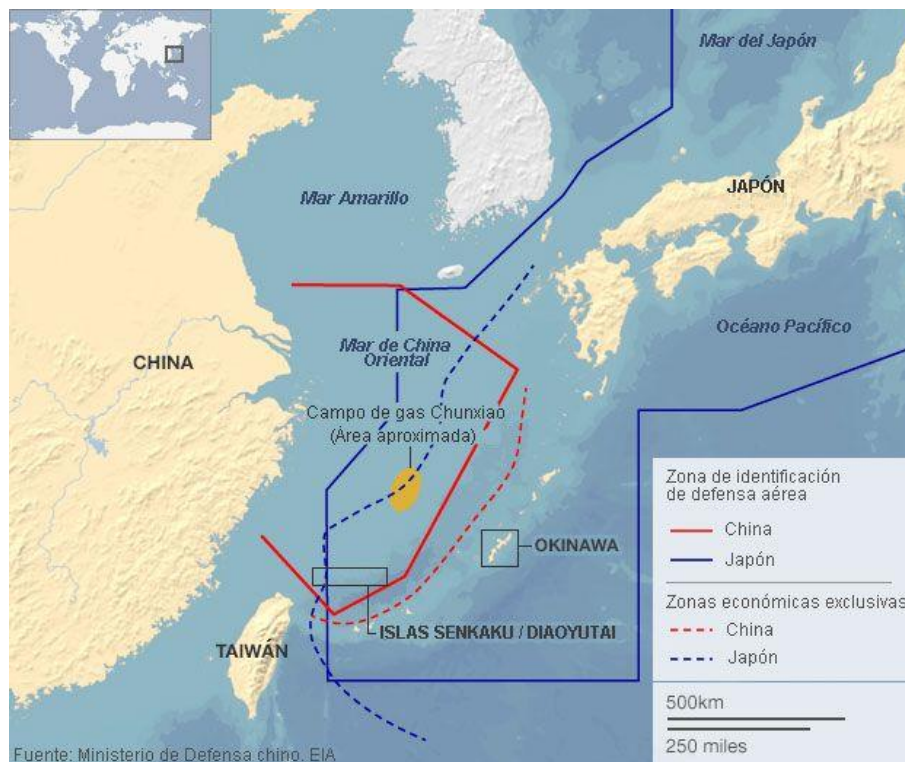 Mar del Japón
Mar Amarillo
JAPÓN
Océano Pacífico
Mar de China
Oriental
CHINA
Campo de gas Chunxiao
(Área aproximada)
OKINAWA
ISLAS SENKAKU / DIAOYUTAI
TAIWÁN
Zona de identificación
de defensa aérea
China
Japón
Zonas económicas exclusivas
China
Japón
500km
250 miles
Fuente: Ministerio de Defensa chino, EIA